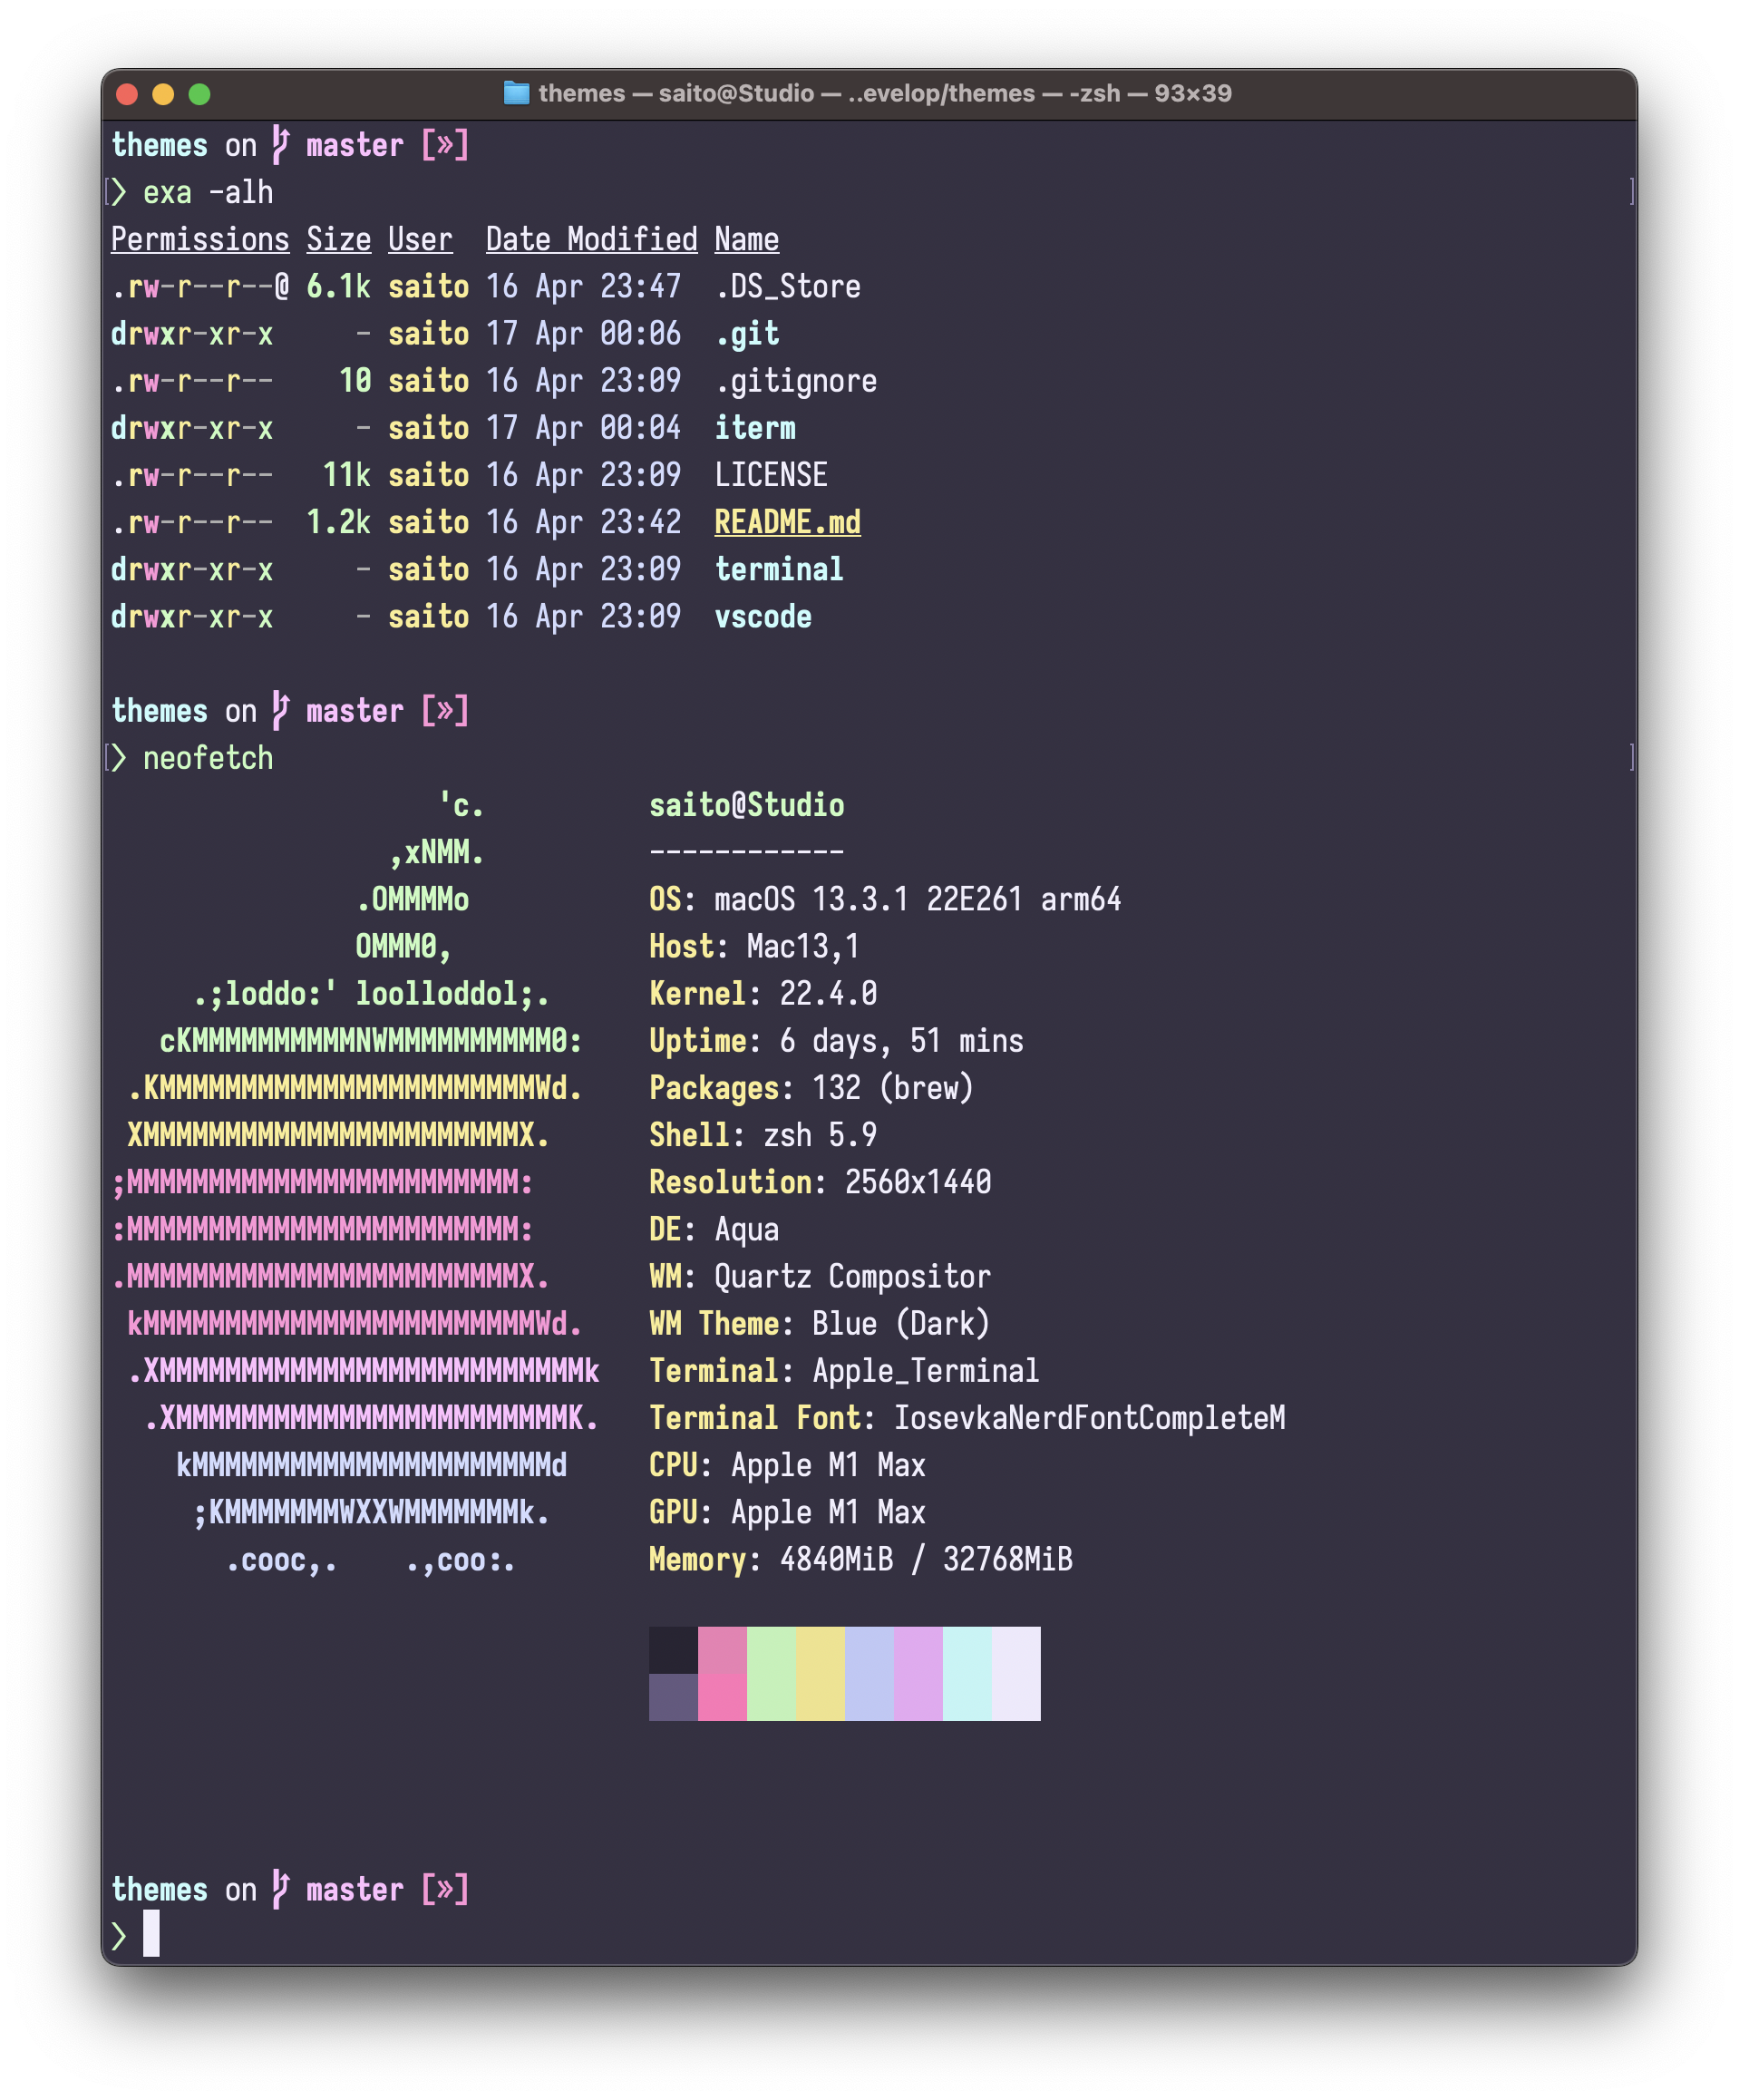 themes — saito@Studio — ..evelop/themes — -zsh — 93×39
themes on master [»]
❯ exa -alh
Permissions Size User  Date Modified Name
.rw-r--r--@ 6.1k saito 16 Apr 23:47  .DS_Store
drwxr-xr-x     - saito 17 Apr 00:06  .git
.rw-r--r--    10 saito 16 Apr 23:09  .gitignore
drwxr-xr-x     - saito 17 Apr 00:04  iterm
.rw-r--r--   11k saito 16 Apr 23:09  LICENSE
.rw-r--r--  1.2k saito 16 Apr 23:42  README.md
drwxr-xr-x     - saito 16 Apr 23:09  terminal
drwxr-xr-x     - saito 16 Apr 23:09  vscode
themes on master [»]
❯ neofetch
                    'c.          saito@Studio
                 ,xNMM.          ------------
               .OMMMMo           OS: macOS 13.3.1 22E261 arm64
               OMMM0,            Host: Mac13,1
     .;loddo:' loolloddol;.      Kernel: 22.4.0
   cKMMMMMMMMMMNWMMMMMMMMMM0:    Uptime: 6 days, 51 mins
 .KMMMMMMMMMMMMMMMMMMMMMMMWd.    Packages: 132 (brew)
 XMMMMMMMMMMMMMMMMMMMMMMMX.      Shell: zsh 5.9
;MMMMMMMMMMMMMMMMMMMMMMMM:       Resolution: 2560x1440
:MMMMMMMMMMMMMMMMMMMMMMMM:       DE: Aqua
.MMMMMMMMMMMMMMMMMMMMMMMMX.      WM: Quartz Compositor
 kMMMMMMMMMMMMMMMMMMMMMMMMWd.    WM Theme: Blue (Dark)
 .XMMMMMMMMMMMMMMMMMMMMMMMMMMk   Terminal: Apple_Terminal
  .XMMMMMMMMMMMMMMMMMMMMMMMMK.   Terminal Font: IosevkaNerdFontCompleteM
    kMMMMMMMMMMMMMMMMMMMMMMd     CPU: Apple M1 Max
     ;KMMMMMMMWXXWMMMMMMMk.      GPU: Apple M1 Max
       .cooc,.    .,coo:.        Memory: 4840MiB / 32768MiB
themes on master [»]
❯